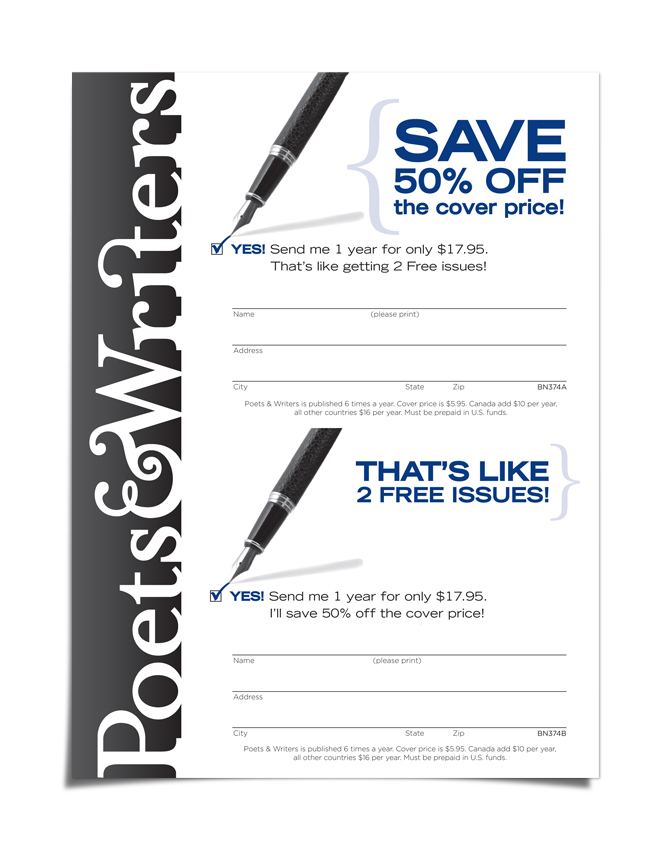 Poets&Writers
SAVE
50% OFF
the cover price!
YES! Send me 1 year for only $17.95.
That's like getting 2 Free issues!
Name (please print)
Address
City State Zip BN374A
Poets & Writers is published 6 times a year. Cover price is $5.95. Canada add $10 per year,
all other countries $16 per year. Must be prepaid in U.S. funds.
THAT'S LIKE
2 FREE ISSUES!
YES! Send me 1 year for only $17.95.
I'll save 50% off the cover price!
Name (please print)
Address
City State Zip BN374B
Poets & Writers is published 6 times a year. Cover price is $5.95. Canada add $10 per year,
all other countries $16 per year. Must be prepaid in U.S. funds.